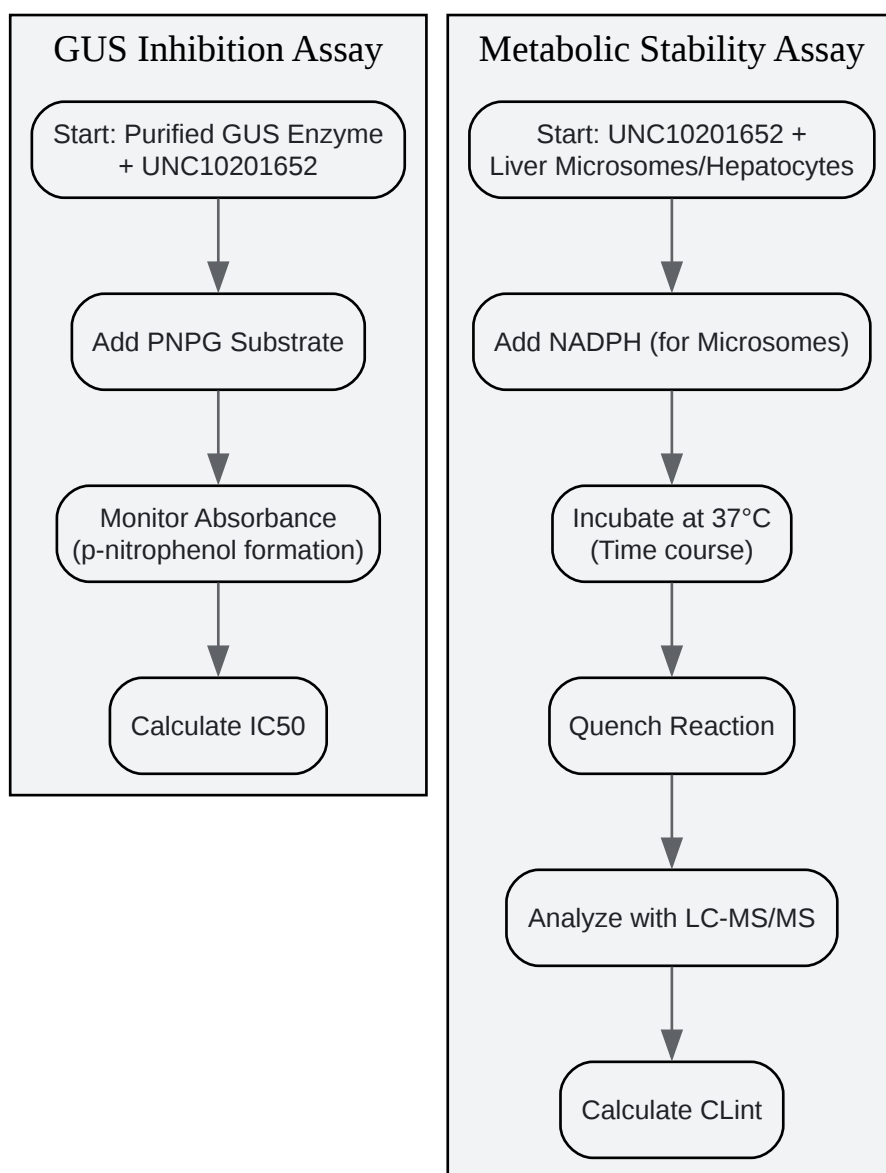 GUS Inhibition Assay
Start: Purified GUS Enzyme
+ UNC10201652
Add PNPG Substrate
Monitor Absorbance
(p-nitrophenol formation)
Calculate IC50
Metabolic Stability Assay
Start: UNC10201652 +
Liver Microsomes/Hepatocytes
Add NADPH (for Microsomes)
Incubate at 37°C
(Time course)
Quench Reaction
Analyze with LC-MS/MS
Calculate CLint